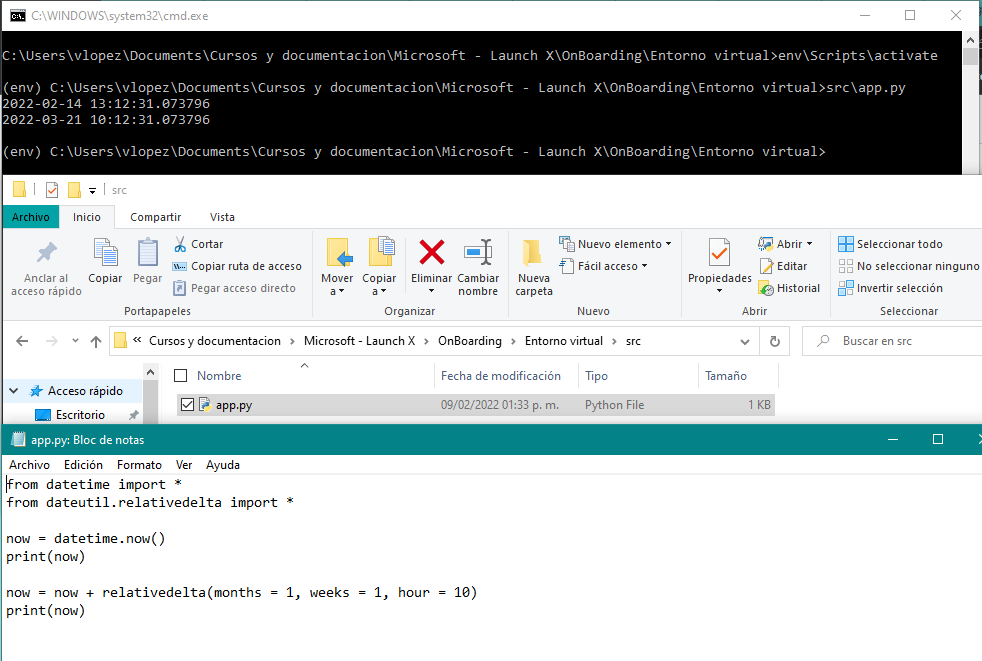 C:\WINDOWS\system32\cmd.exe
C:\Users\vlopez\Documents\Cursos y documentacion\Microsoft - Launch X\OnBoarding\Entorno virtual>env\Scripts\activate
(env) C:\Users\vlopez\Documents\Cursos y documentacion\Microsoft - Launch X\OnBoarding\Entorno virtual>src\app.py
2022-02-14 13:12:31.073796
2022-03-21 10:12:31.073796
(env) C:\Users\vlopez\Documents\Cursos y documentacion\Microsoft - Launch X\OnBoarding\Entorno virtual>
src
Archivo Inicio Compartir Vista
Anclar al acceso rápido
Copiar
Pegar
Cortar
Copiar ruta de acceso
Pegar acceso directo
Portapapeles
Mover a
Copiar a
Eliminar
Cambiar nombre
Organizar
Nueva carpeta
Nuevo elemento
Fácil acceso
Nuevo
Propiedades
Abrir
Editar
Historial
Abrir
Seleccionar todo
No seleccionar ninguno
Invertir selección
Seleccionar
« Cursos y documentacion > Microsoft - Launch X > OnBoarding > Entorno virtual > src
Buscar en src
Nombre Fecha de modificación Tipo Tamaño
Acceso rápido
Escritorio
app.py 09/02/2022 01:33 p. m. Python File 1 KB
app.py: Bloc de notas
Archivo Edición Formato Ver Ayuda
from datetime import *
from dateutil.relativedelta import *
now = datetime.now()
print(now)
now = now + relativedelta(months = 1, weeks = 1, hour = 10)
print(now)